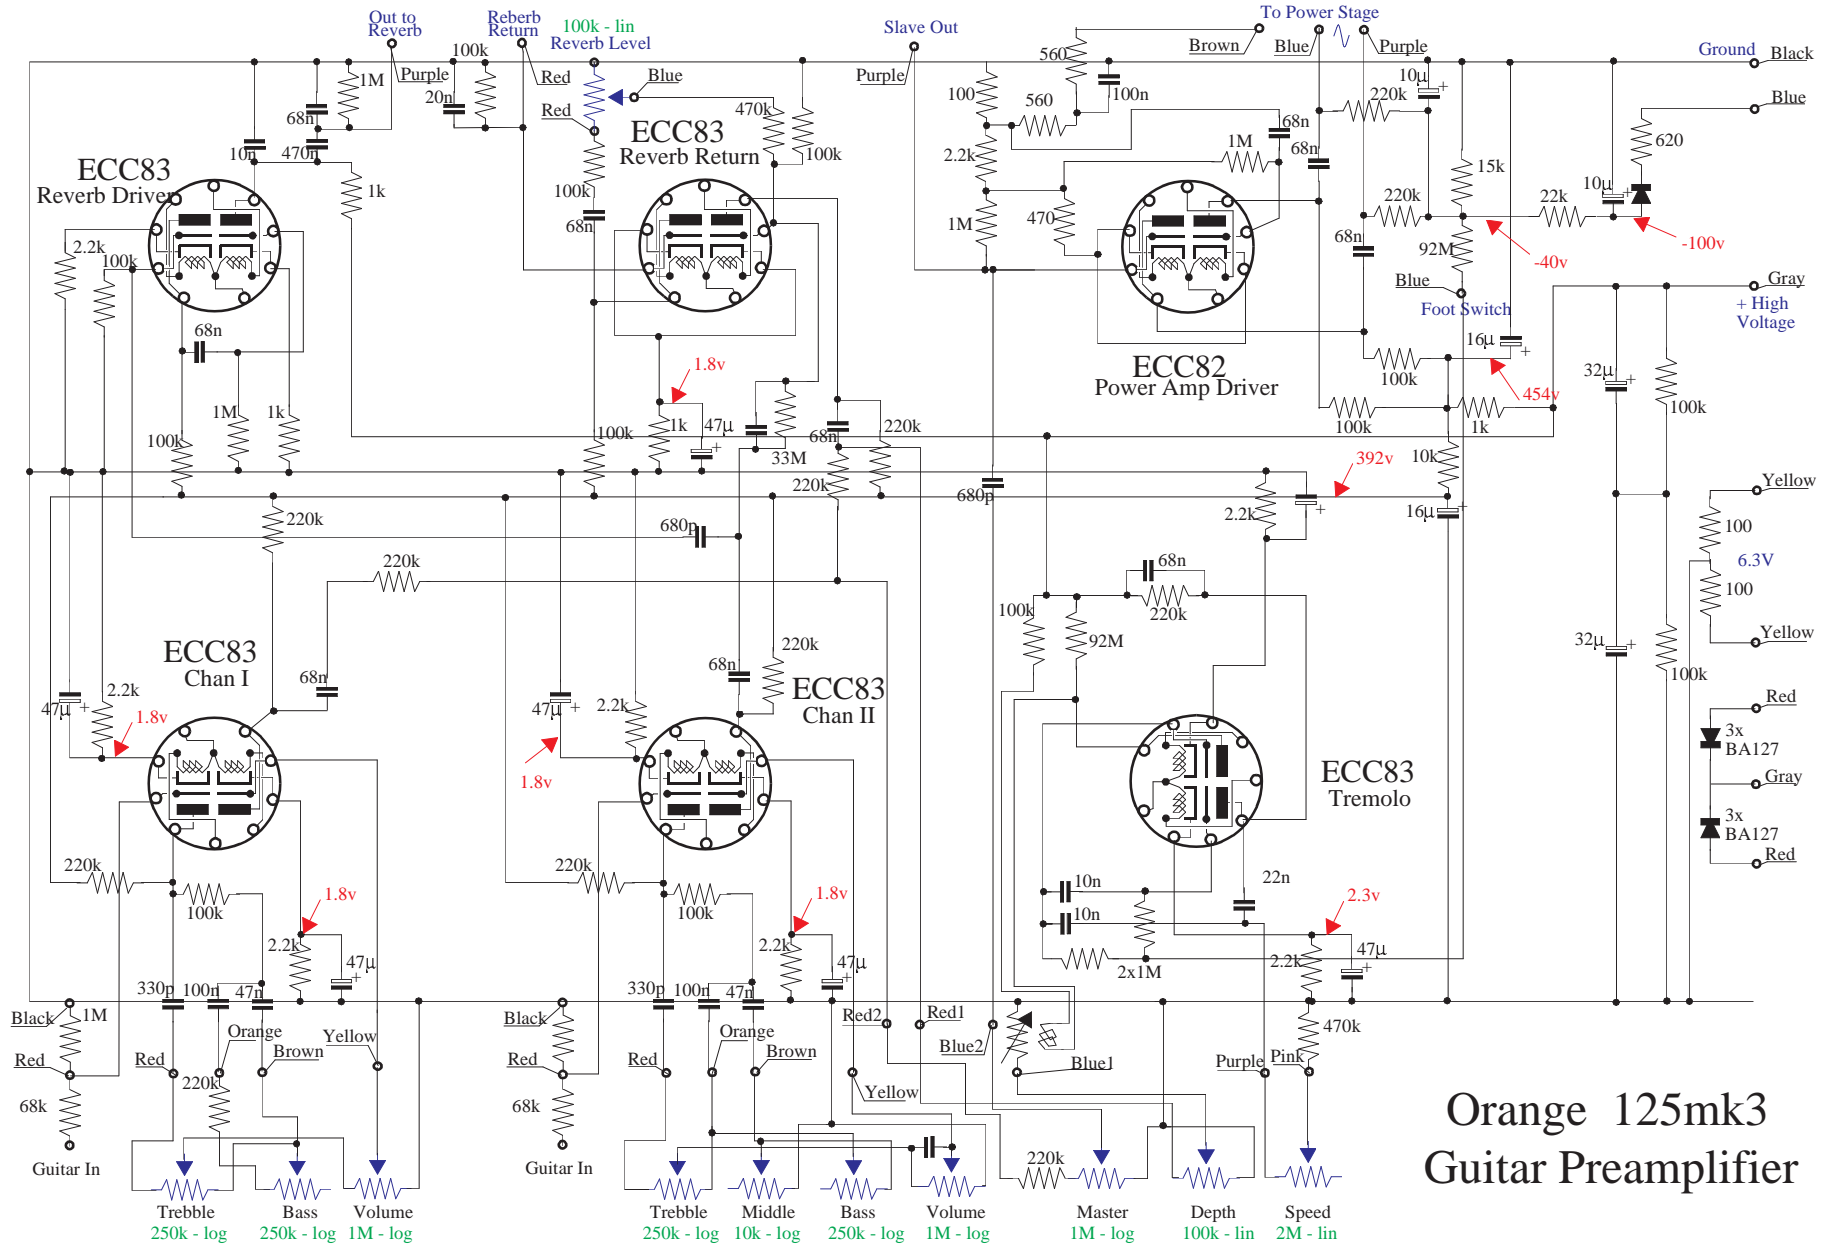 Out to
Reverb
Reberb
Return
100k - lin
Reverb Level
Slave Out
To Power Stage
Ground
Black
Purple
Red
Blue
Purple
Brown
Blue
Purple
Blue
100k
1M
20n
68n
470n
10n
Red
470k
100k
560
100
560
100n
68n
1M
68n
10µ
220k
620
ECC83
Reverb Driver
ECC83
Reverb Return
1k
100k
68n
2.2k
1M
470
220k
15k
22k
10µ
2.2k
100k
68n
92M
-40v
-100v
Blue
Foot Switch
Gray
+ High
Voltage
68n
ECC82
Power Amp Driver
1.8v
16µ
100k
454v
32µ
100k
1M
1k
100k
100k
1k
47µ
33M
68n
220k
220k
100k
1k
10k
392v
680p
16µ
2.2k
Yellow
100
6.3V
100
Yellow
220k
680p
220k
68n
220k
100k
92M
32µ
100k
ECC83
Chan I
68n
2.2k
47µ
1.8v
68n
220k
ECC83
Chan II
2.2k
47µ
1.8v
ECC83
Tremolo
Red
3x
BA127
Gray
3x
BA127
Red
220k
100k
1.8v
2.2k
47µ
220k
100k
1.8v
2.2k
47µ
10n
10n
2x1M
22n
2.3v
2.2k
47µ
330p
100n
47n
330p
100n
47n
Black
1M
Red
68k
Guitar In
Red
Orange
Brown
Yellow
220k
Black
Red
68k
Guitar In
Red
Orange
Brown
Yellow
Red2
Red1
Blue2
Blue1
Purple
Pink
470k
220k
Orange 125mk3
Guitar Preamplifier
Trebble
250k - log
Bass
250k - log
Volume
1M - log
Trebble
250k - log
Middle
10k - log
Bass
250k - log
Volume
1M - log
Master
1M - log
Depth
100k - lin
Speed
2M - lin